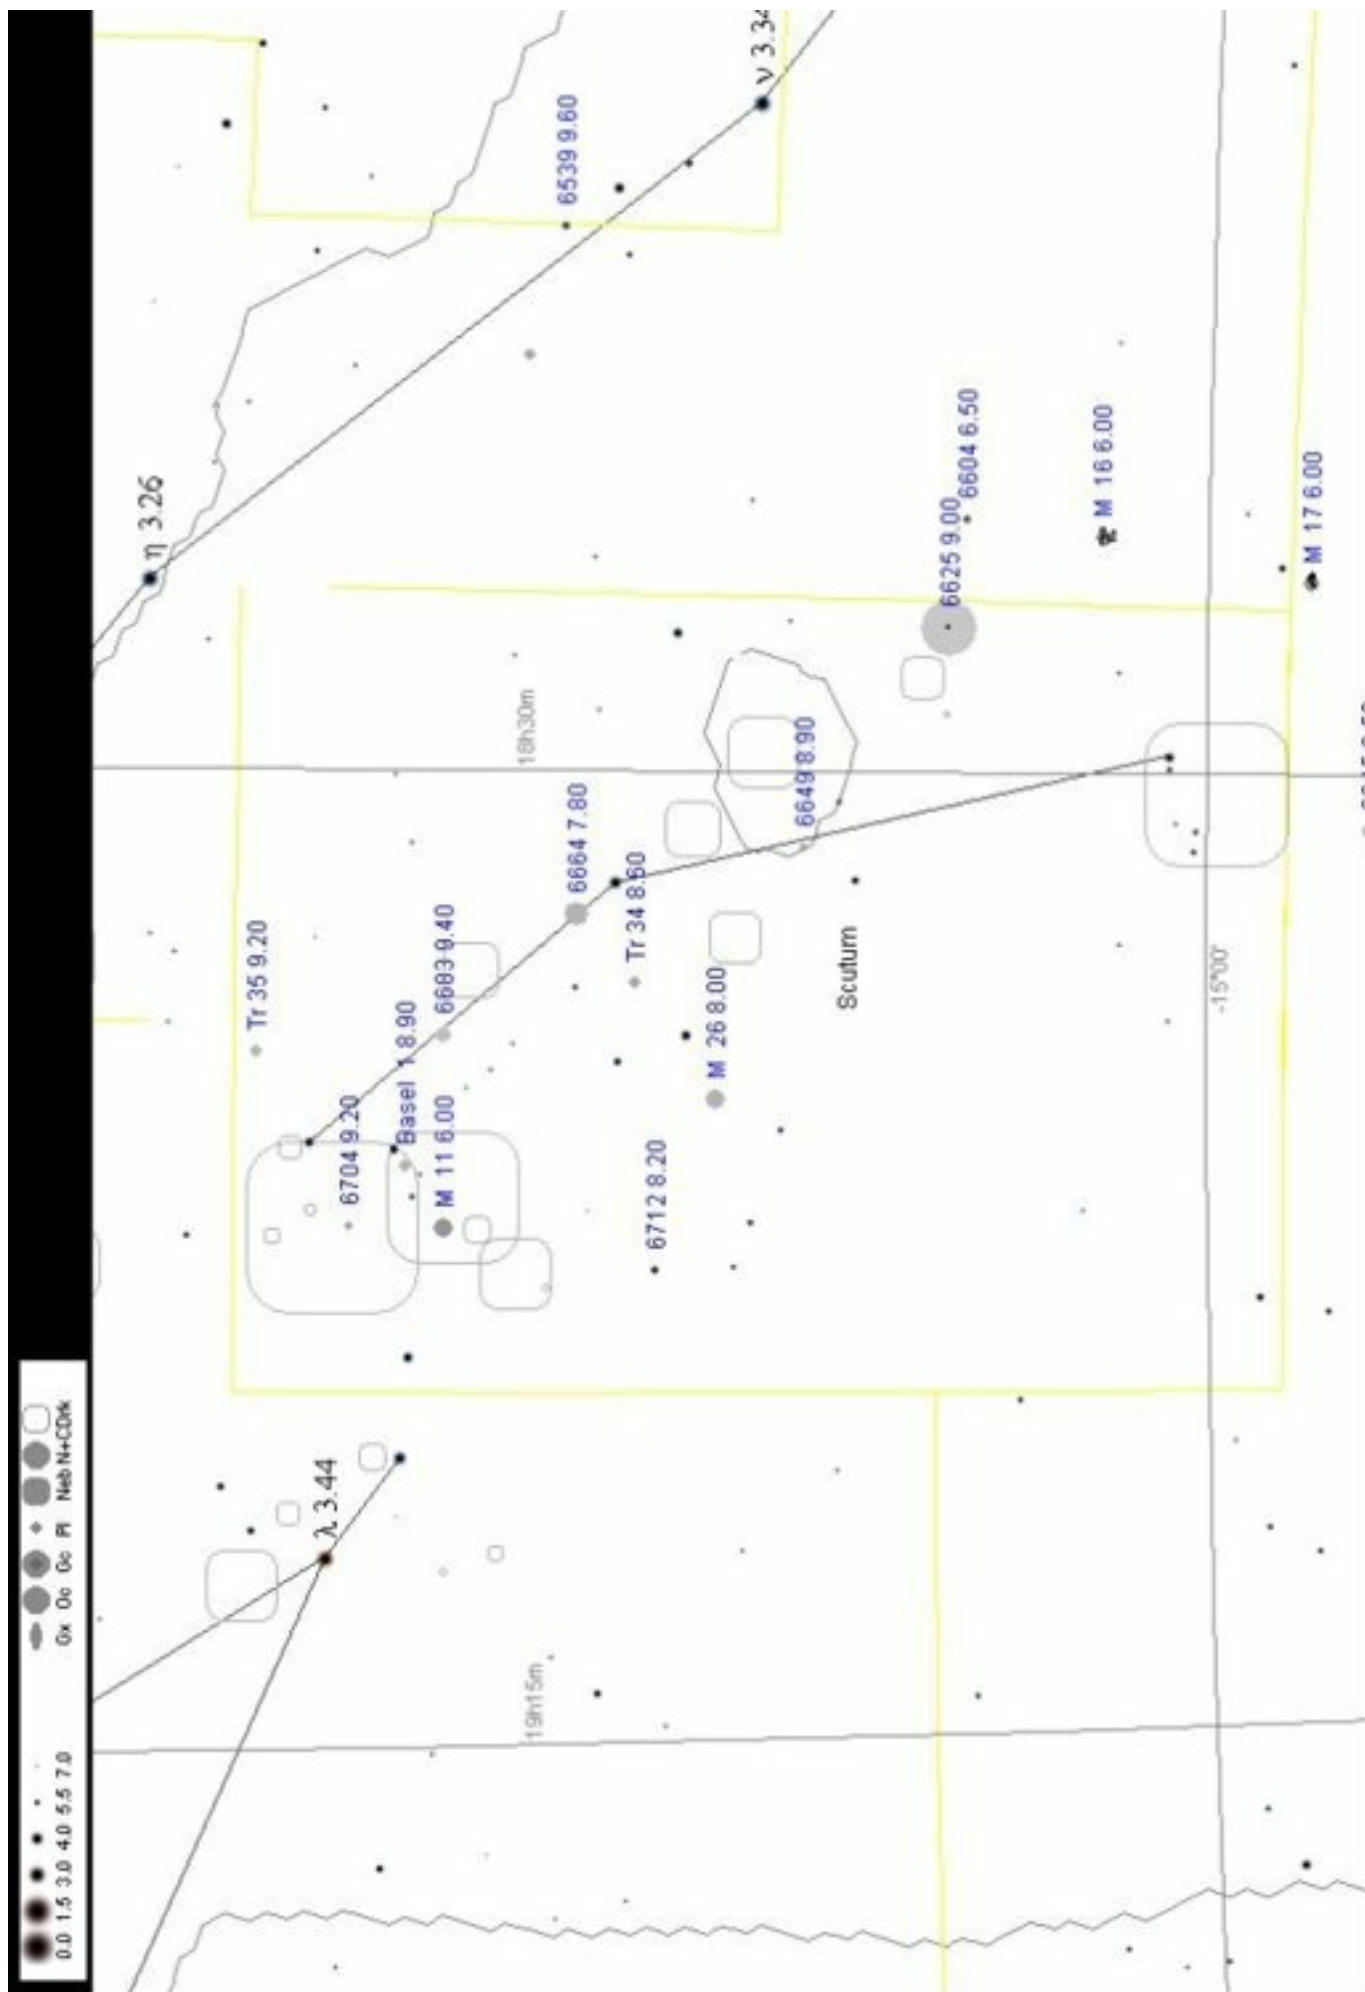 η 3.26
ν 3.34
6539 9.60
18h30m
6625 9.00
6604 6.50
M 16 6.00
M 17 6.00
Tr 35 9.20
6683 9.40
6664 7.80
Tr 34 8.60
6649 8.90
Scutum
-15°00'
6704 9.20
Basel 1 8.90
M 11 6.00
M 26 8.00
6712 8.20
λ 3.44
19h15m
0.0 1.5 3.0 4.0 5.5 7.0
Gx Oc Gc Pl Neb N+C Drk